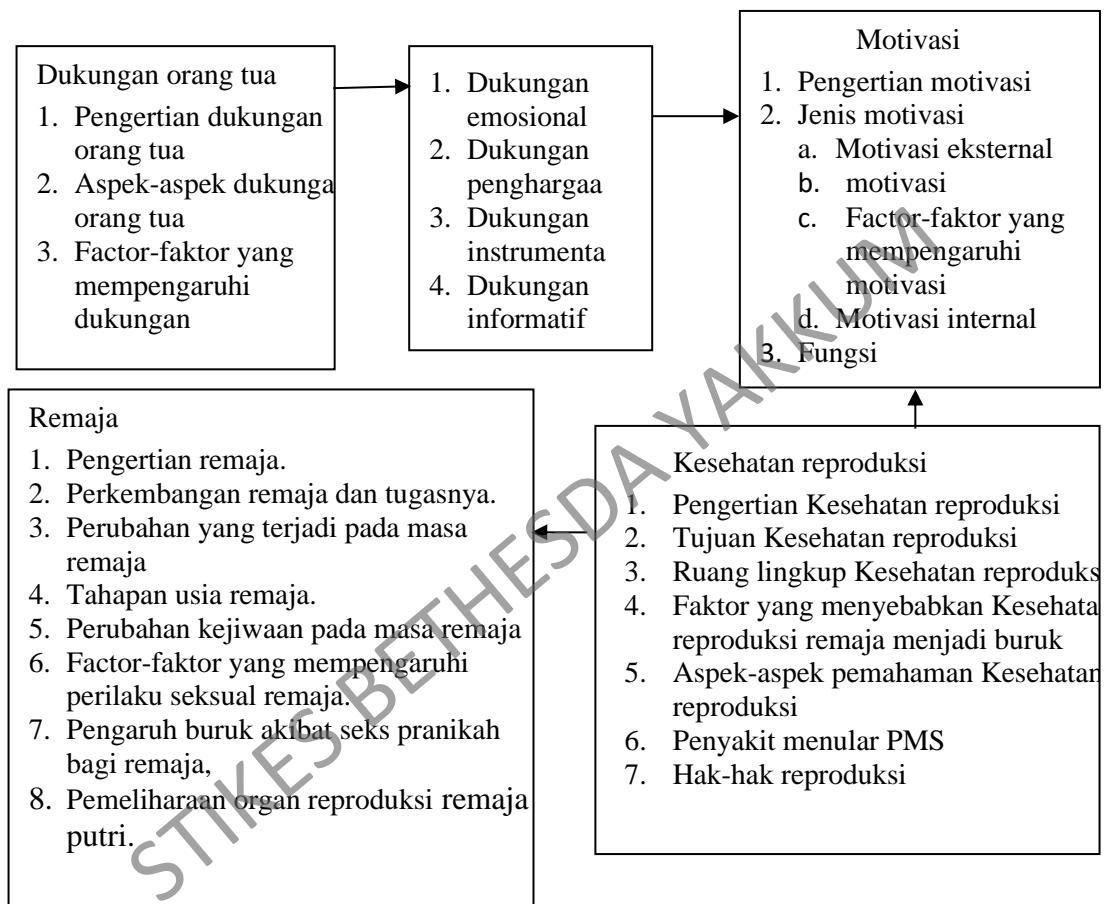 Dukungan orang tua
1. Pengertian dukungan
orang tua
2. Aspek-aspek dukunga
orang tua
3. Factor-faktor yang
mempengaruhi
dukungan
1. Dukungan
emosional
2. Dukungan
penghargaa
3. Dukungan
instrumenta
4. Dukungan
informatif
Motivasi
1. Pengertian motivasi
2. Jenis motivasi
a. Motivasi eksternal
b. motivasi
c. Factor-faktor yang
mempengaruhi
motivasi
d. Motivasi internal
3. Fungsi
Remaja
1. Pengertian remaja.
2. Perkembangan remaja dan tugasnya.
3. Perubahan yang terjadi pada masa
remaja
4. Tahapan usia remaja.
5. Perubahan kejiwaan pada masa remaja
6. Factor-faktor yang mempengaruhi
perilaku seksual remaja.
7. Pengaruh buruk akibat seks pranikah
bagi remaja,
8. Pemeliharaan organ reproduksi remaja
putri.
Kesehatan reproduksi
1. Pengertian Kesehatan reproduksi
2. Tujuan Kesehatan reproduksi
3. Ruang lingkup Kesehatan reproduks
4. Faktor yang menyebabkan Kesehata
reproduksi remaja menjadi buruk
5. Aspek-aspek pemahaman Kesehatan
reproduksi
6. Penyakit menular PMS
7. Hak-hak reproduksi
STIKES BETHESDA YAKKUM